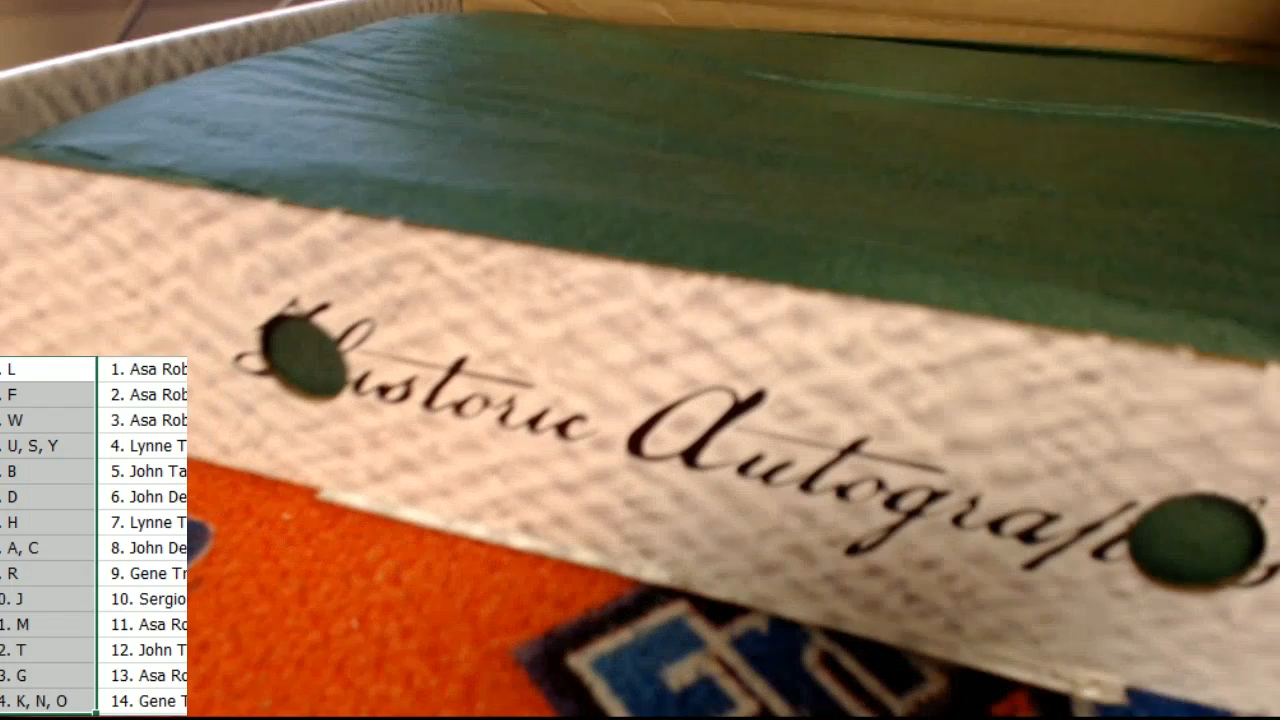 Historic Autographs
. L 1. Asa Rob
. F 2. Asa Rob
. W 3. Asa Rob
. U, S, Y 4. Lynne T
. B 5. John Ta
. D 6. John De
. H 7. Lynne T
. A, C 8. John De
. R 9. Gene Tr
0. J 10. Sergio
1. M 11. Asa Ro
2. T 12. John T
3. G 13. Asa Ro
4. K, N, O 14. Gene T